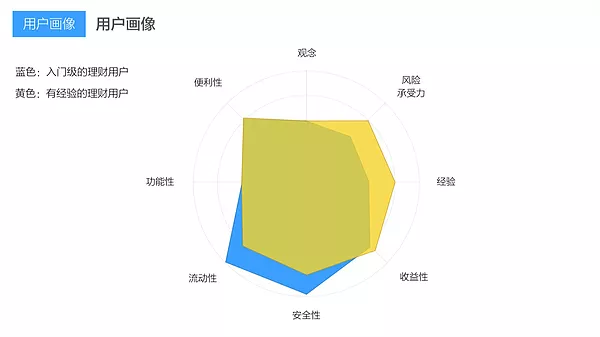 用户画像 用户画像
蓝色：入门级的理财用户
黄色：有经验的理财用户
观念
便利性
风险
承受力
功能性
经验
流动性
收益性
安全性